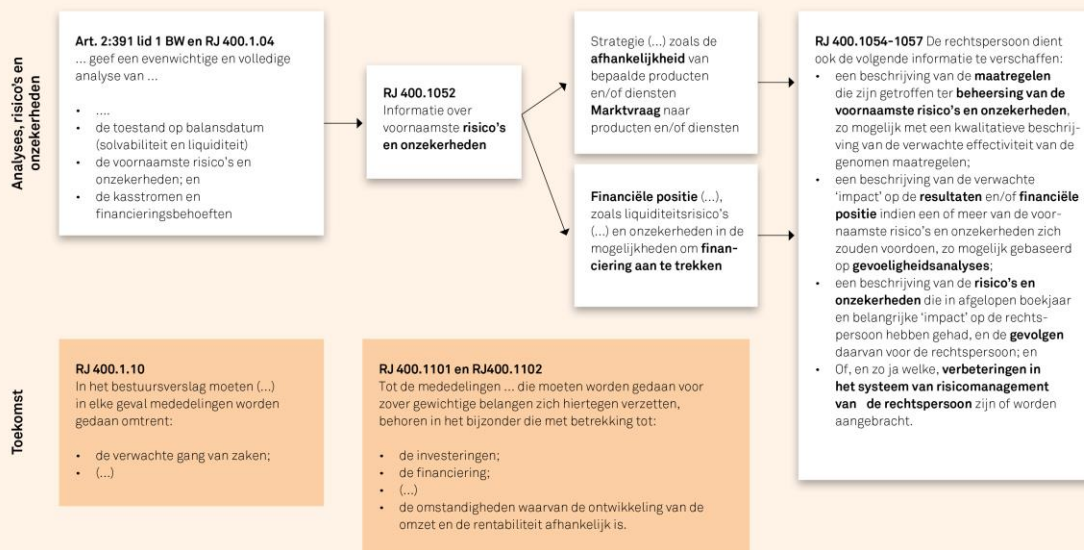 Analyses, risico's en
onzekerheden
Art. 2:391 lid 1 BW en RJ 400.1.04
... geef een evenwichtige en volledige
analyse van ...
• ....
• de toestand op balansdatum
(solvabiliteit en liquiditeit)
• de voornaamste risico's en
onzekerheden; en
• de kasstromen en
financieringsbehoeften
RJ 400.1052
Informatie over
voornaamste risico's
en onzekerheden
Strategie (...) zoals de
afhankelijkheid van
bepaalde producten
en/of diensten
Marktvraag naar
producten en/of diensten
Financiële positie (...),
zoals liquiditeitsrisico's
(...) en onzekerheden in de
mogelijkheden om finan-
ciering aan te trekken
RJ 400.1054-1057 De rechtspersoon dient
ook de volgende informatie te verschaffen:
• een beschrijving van de maatregelen
die zijn getroffen ter beheersing van de
voornaamste risico's en onzekerheden,
zo mogelijk met een kwalitatieve beschrij-
ving van de verwachte effectiviteit van de
genomen maatregelen;
• een beschrijving van de verwachte
'impact' op de resultaten en/of financiële
positie indien een of meer van de voor-
naamste risico's en onzekerheden zich
zouden voordoen, zo mogelijk gebaseerd
op gevoeligheidsanalyses;
• een beschrijving van de risico's en
onzekerheden die in afgelopen boekjaar
en belangrijke 'impact' op de rechts-
persoon hebben gehad, en de gevolgen
daarvan voor de rechtspersoon; en
• Of, en zo ja welke, verbeteringen in
het systeem van risicomanagement
van de rechtspersoon zijn of worden
aangebracht.
Toekomst
RJ 400.1.10
In het bestuursverslag moeten (...)
in elke geval mededelingen worden
gedaan omtrent:
• de verwachte gang van zaken;
• (...)
RJ 400.1101 en RJ400.1102
Tot de mededelingen ... die moeten worden gedaan voor
zover gewichtige belangen zich hiertegen verzetten,
behoren in het bijzonder die met betrekking tot:
• de investeringen;
• de financiering;
• (...)
• de omstandigheden waarvan de ontwikkeling van de
omzet en de rentabiliteit afhankelijk is.